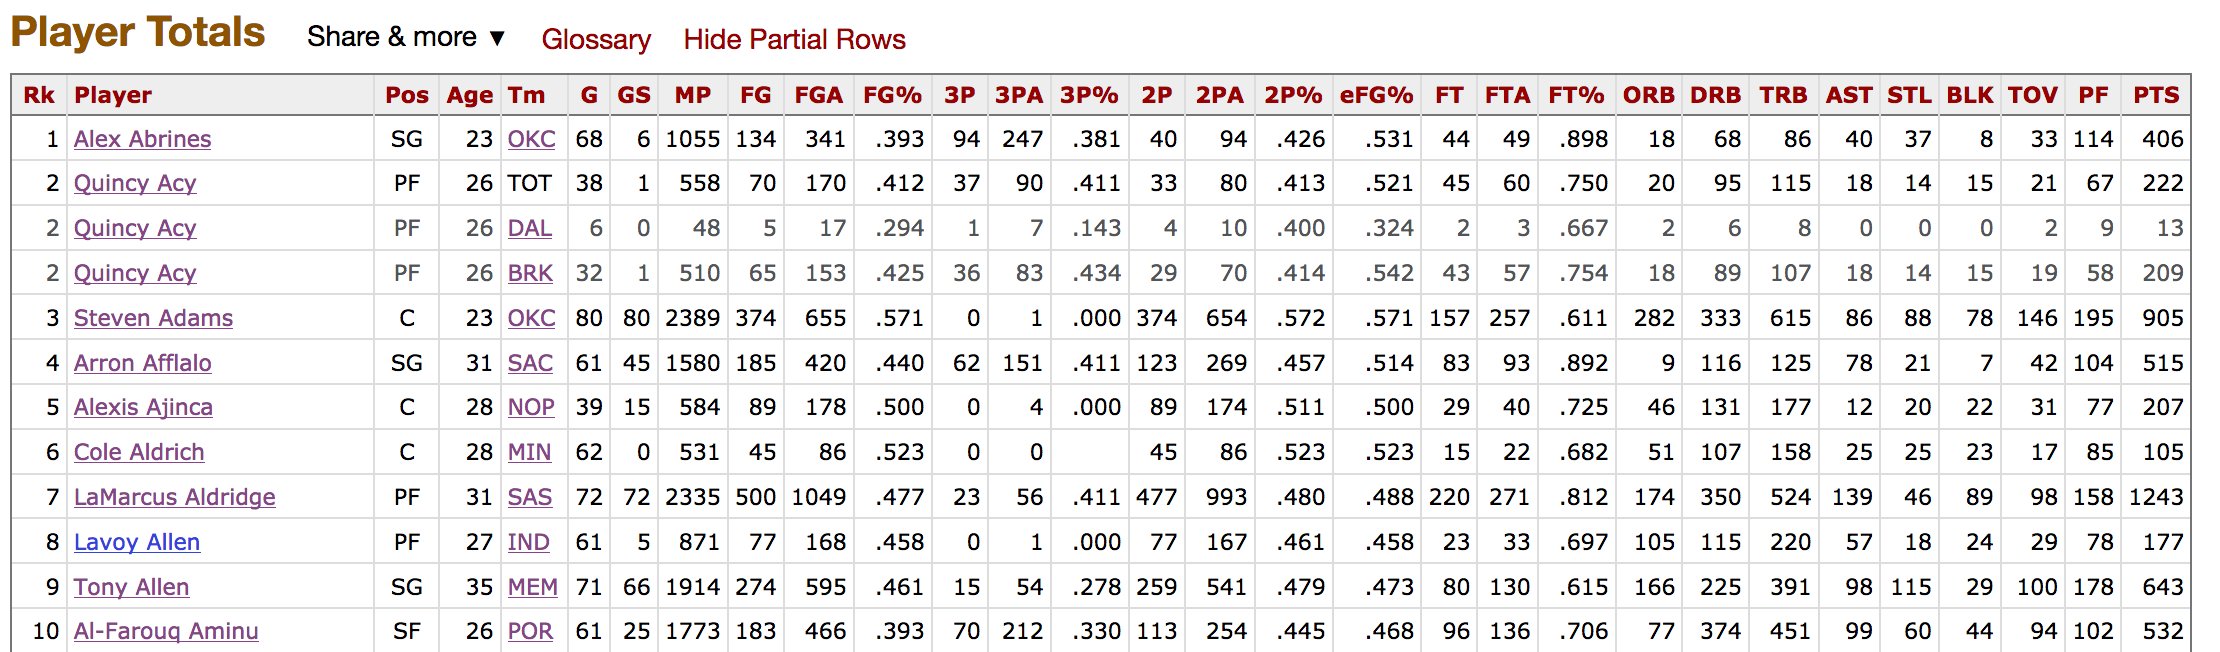 Player Totals Share & more ▼ Glossary Hide Partial Rows
Rk Player Pos Age Tm G GS MP FG FGA FG% 3P 3PA 3P% 2P 2PA 2P% eFG% FT FTA FT% ORB DRB TRB AST STL BLK TOV PF PTS
1 Alex Abrines SG 23 OKC 68 6 1055 134 341 .393 94 247 .381 40 94 .426 .531 44 49 .898 18 68 86 40 37 8 33 114 406
2 Quincy Acy PF 26 TOT 38 1 558 70 170 .412 37 90 .411 33 80 .413 .521 45 60 .750 20 95 115 18 14 15 21 67 222
2 Quincy Acy PF 26 DAL 6 0 48 5 17 .294 1 7 .143 4 10 .400 .324 2 3 .667 2 6 8 0 0 0 2 9 13
2 Quincy Acy PF 26 BRK 32 1 510 65 153 .425 36 83 .434 29 70 .414 .542 43 57 .754 18 89 107 18 14 15 19 58 209
3 Steven Adams C 23 OKC 80 80 2389 374 655 .571 0 1 .000 374 654 .572 .571 157 257 .611 282 333 615 86 88 78 146 195 905
4 Arron Afflalo SG 31 SAC 61 45 1580 185 420 .440 62 151 .411 123 269 .457 .514 83 93 .892 9 116 125 78 21 7 42 104 515
5 Alexis Ajinca C 28 NOP 39 15 584 89 178 .500 0 4 .000 89 174 .511 .500 29 40 .725 46 131 177 12 20 22 31 77 207
6 Cole Aldrich C 28 MIN 62 0 531 45 86 .523 0 0 45 86 .523 .523 15 22 .682 51 107 158 25 25 23 17 85 105
7 LaMarcus Aldridge PF 31 SAS 72 72 2335 500 1049 .477 23 56 .411 477 993 .480 .488 220 271 .812 174 350 524 139 46 89 98 158 1243
8 Lavoy Allen PF 27 IND 61 5 871 77 168 .458 0 1 .000 77 167 .461 .458 23 33 .697 105 115 220 57 18 24 29 78 177
9 Tony Allen SG 35 MEM 71 66 1914 274 595 .461 15 54 .278 259 541 .479 .473 80 130 .615 166 225 391 98 115 29 100 178 643
10 Al-Farouq Aminu SF 26 POR 61 25 1773 183 466 .393 70 212 .330 113 254 .445 .468 96 136 .706 77 374 451 99 60 44 94 102 532